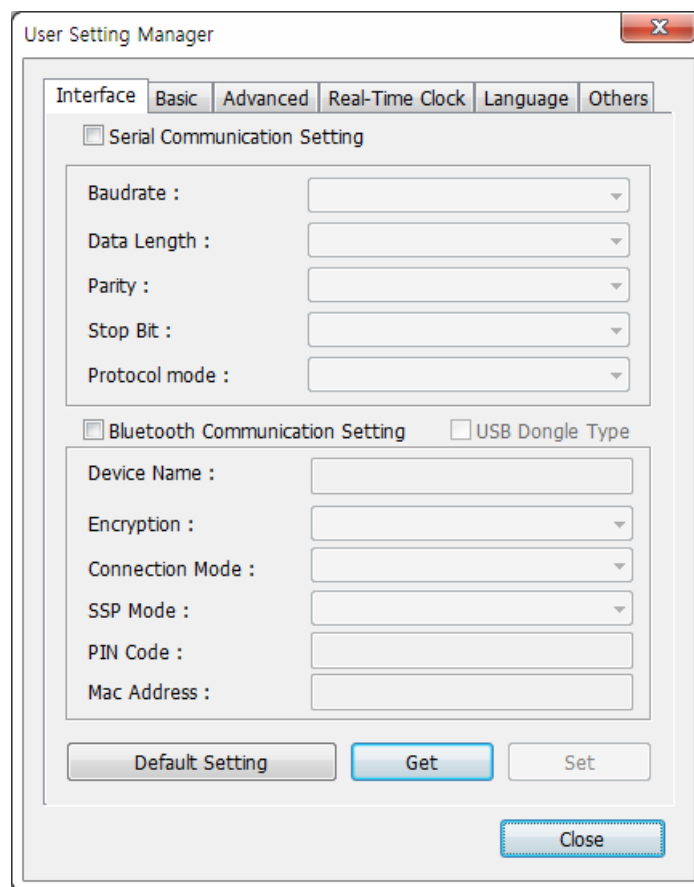 User Setting Manager
Interface Basic Advanced Real-Time Clock Language Others
Serial Communication Setting
Baudrate :
Data Length :
Parity :
Stop Bit :
Protocol mode :
Bluetooth Communication Setting USB Dongle Type
Device Name :
Encryption :
Connection Mode :
SSP Mode :
PIN Code :
Mac Address :
Default Setting Get Set
Close